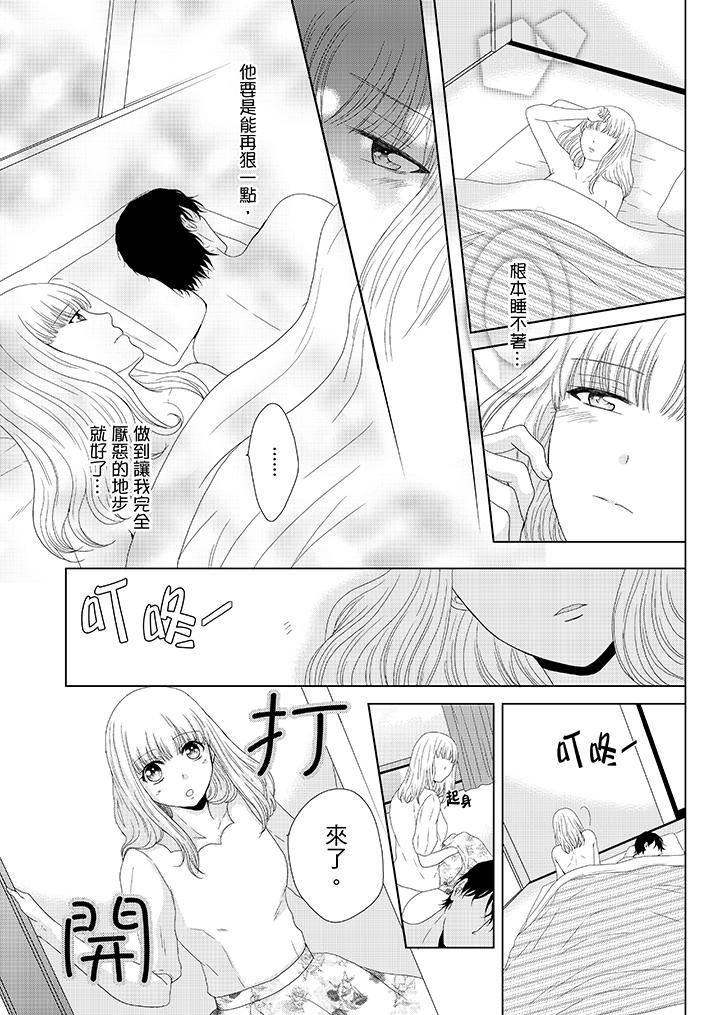 根本睡不著…
他要是能再狠一點，
……
做到讓我完全
厭惡的地步
就好了…
叮咚—
叮咚—
起身
來了。
打
開